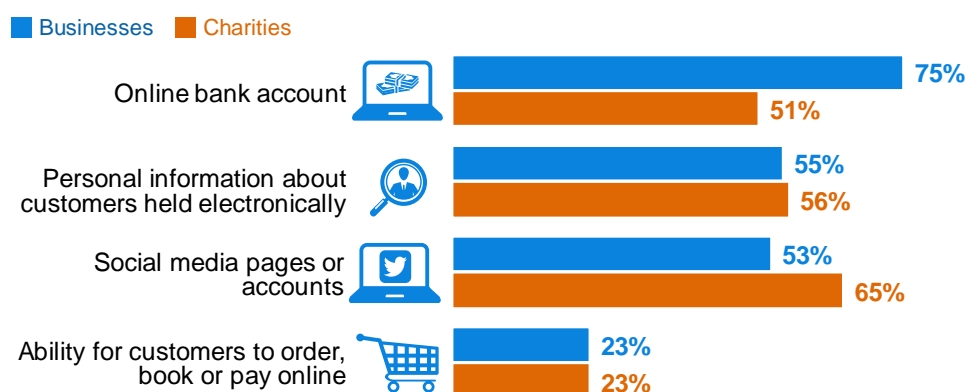 Businesses Charities
Online bank account
75%
51%
Personal information about
customers held electronically
55%
56%
Social media pages or
accounts
53%
65%
Ability for customers to order,
book or pay online
23%
23%